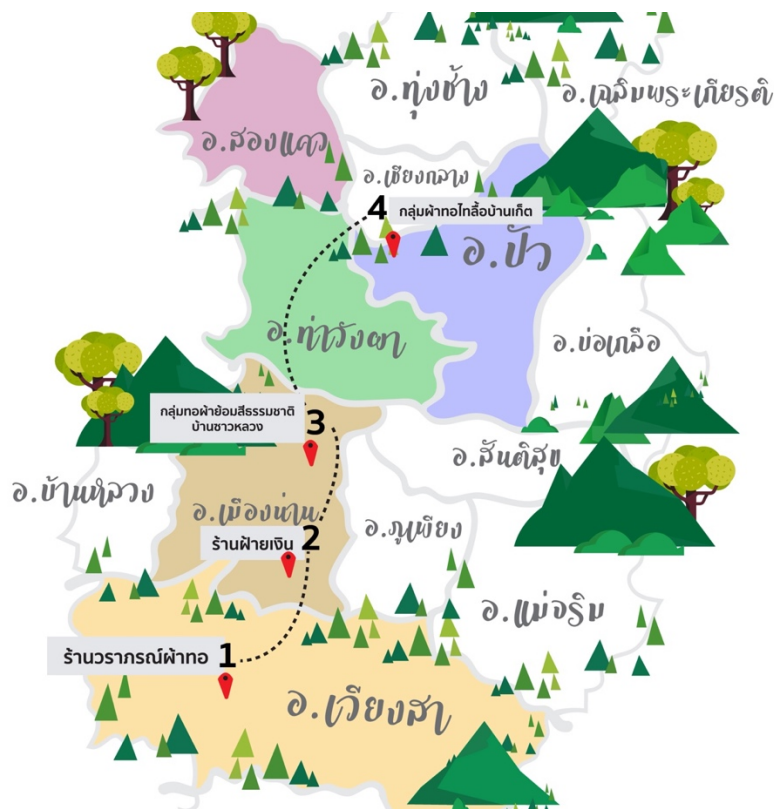 อ.ทุ่งช้าง
อ.เฉลิมพระเกียรติ
อ.สองแคว
อ.เชียงกลาง
4 กลุ่มผ้าทอไทลื้อบ้านเก็ต
อ.ปัว
อ.ท่าวังผา
อ.บ่อเกลือ
กลุ่มทอผ้าย้อมสีธรรมชาติ
บ้านซาวหลวง
3
อ.สันติสุข
อ.บ้านหลวง
อ.เมืองน่าน
อ.ภูเพียง
ร้านฝ้ายเงิน 2
อ.แม่จริม
ร้านวราภรณ์ผ้าทอ 1
อ.เวียงสา